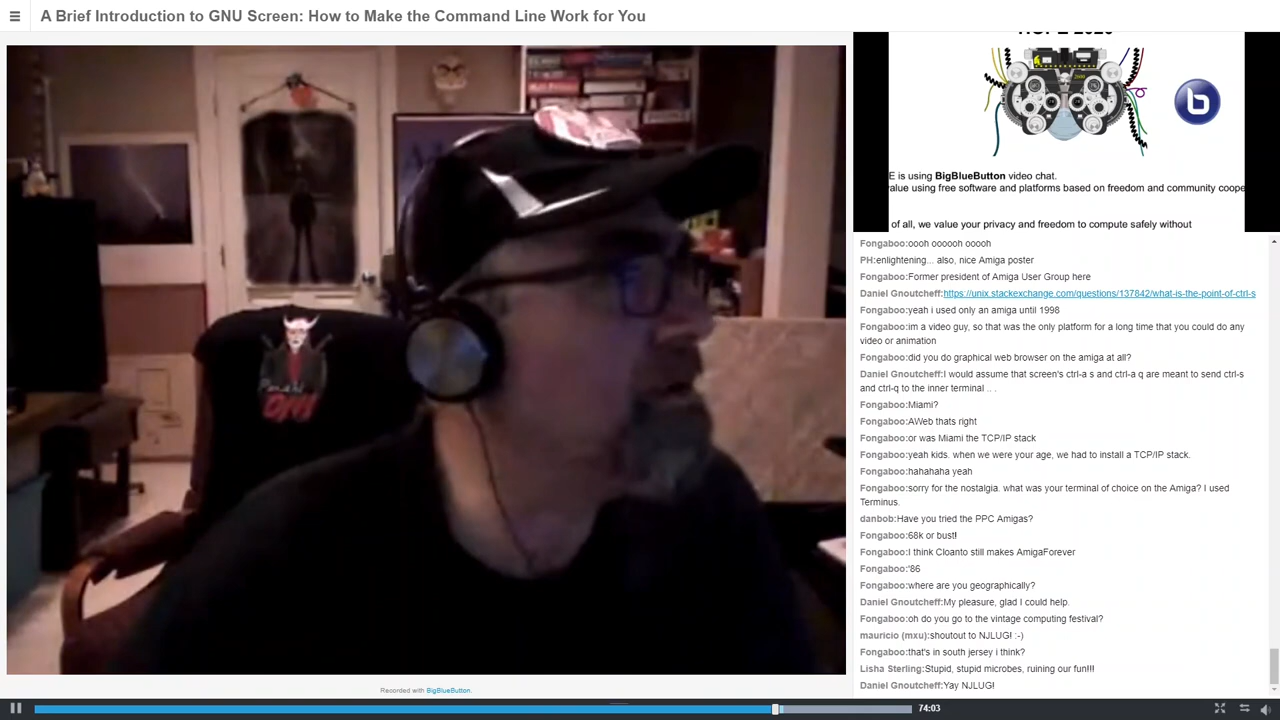 A Brief Introduction to GNU Screen: How to Make the Command Line Work for You
E is using BigBlueButton video chat.
alue using free software and platforms based on freedom and community coope
of all, we value your privacy and freedom to compute safely without
Fongaboo:oooh oooooh ooooh
PH:enlightening... also, nice Amiga poster
Fongaboo:Former president of Amiga User Group here
Daniel Gnoutcheff:https://unix.stackexchange.com/questions/137842/what-is-the-point-of-ctrl-s
Fongaboo:yeah i used only an amiga until 1998
Fongaboo:im a video guy, so that was the only platform for a long time that you could do any
video or animation
Fongaboo:did you do graphical web browser on the amiga at all?
Daniel Gnoutcheff:I would assume that screen's ctrl-a s and ctrl-a q are meant to send ctrl-s
and ctrl-q to the inner terminal .. .
Fongaboo:Miami?
Fongaboo:AWeb thats right
Fongaboo:or was Miami the TCP/IP stack
Fongaboo:yeah kids. when we were your age, we had to install a TCP/IP stack.
Fongaboo:hahahaha yeah
Fongaboo:sorry for the nostalgia. what was your terminal of choice on the Amiga? I used
Terminus.
danbob:Have you tried the PPC Amigas?
Fongaboo:68k or bust!
Fongaboo:I think Cloanto still makes AmigaForever
Fongaboo:'86
Fongaboo:where are you geographically?
Daniel Gnoutcheff:My pleasure, glad I could help.
Fongaboo:oh do you go to the vintage computing festival?
mauricio (mxu):shoutout to NJLUG! :-)
Fongaboo:that's in south jersey i think?
Lisha Sterling:Stupid, stupid microbes, ruining our fun!!!
Daniel Gnoutcheff:Yay NJLUG!
Recorded with BigBlueButton.
74:03